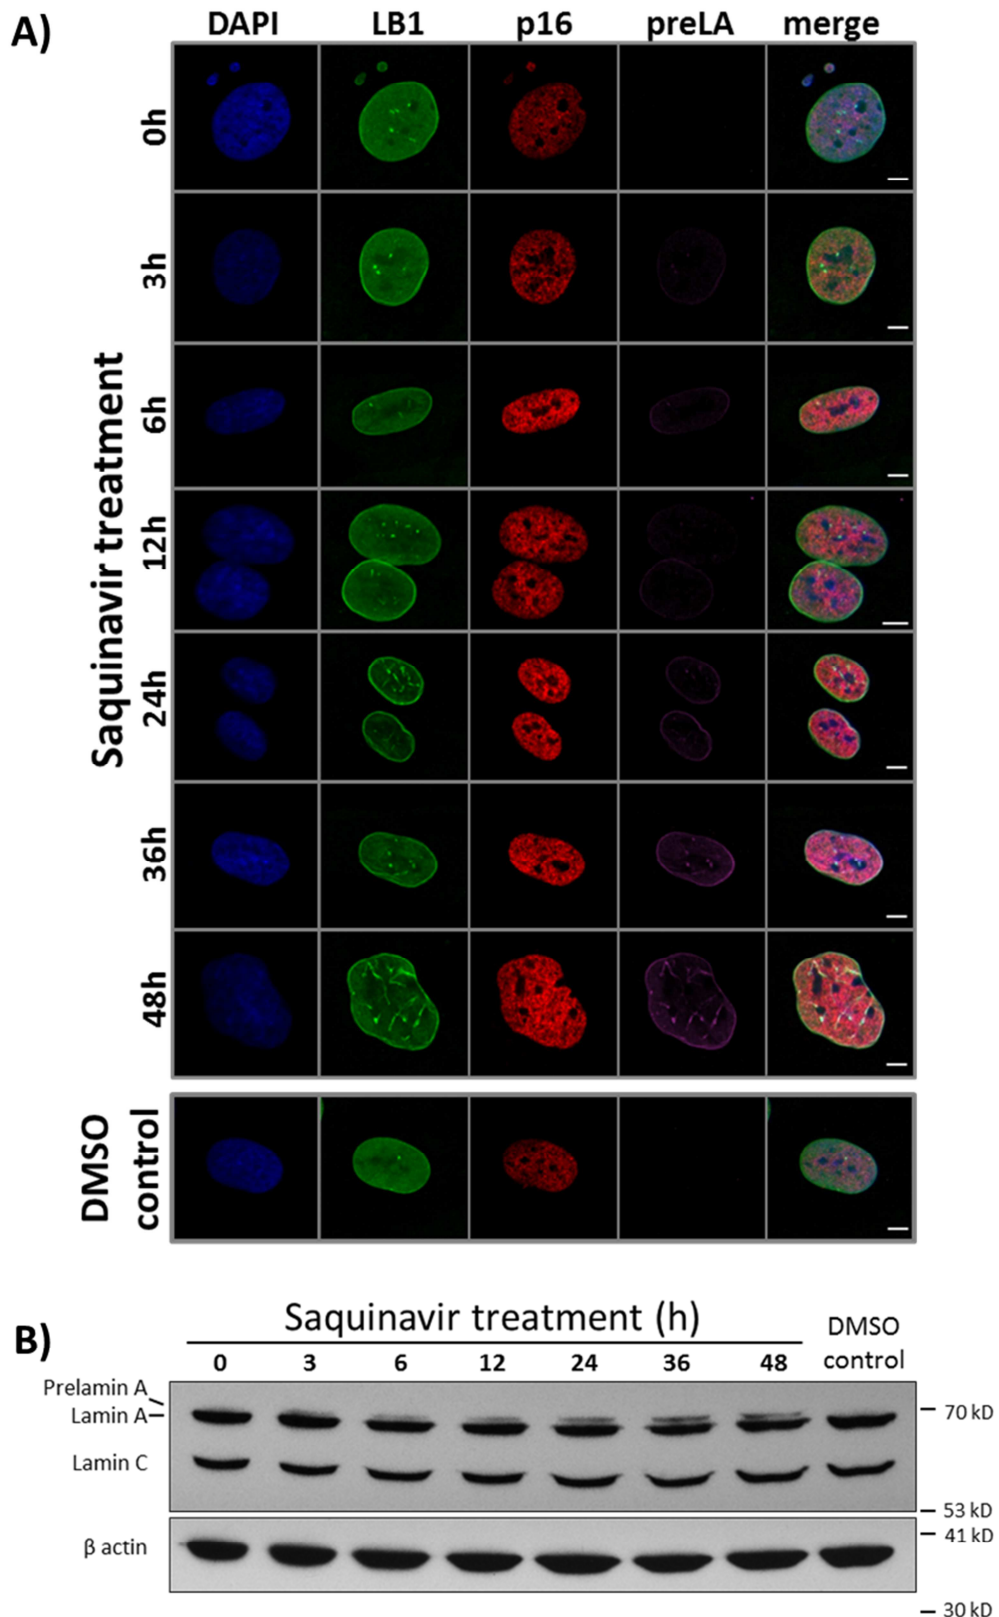 A)
DAPI LB1 p16 preLA merge
Saquinavir treatment
0h
3h
6h
12h
24h
36h
48h
DMSO
control
B)
Saquinavir treatment (h)
DMSO
control
0 3 6 12 24 36 48
Prelamin A
Lamin A
Lamin C
β actin
70 kD
53 kD
41 kD
30 kD